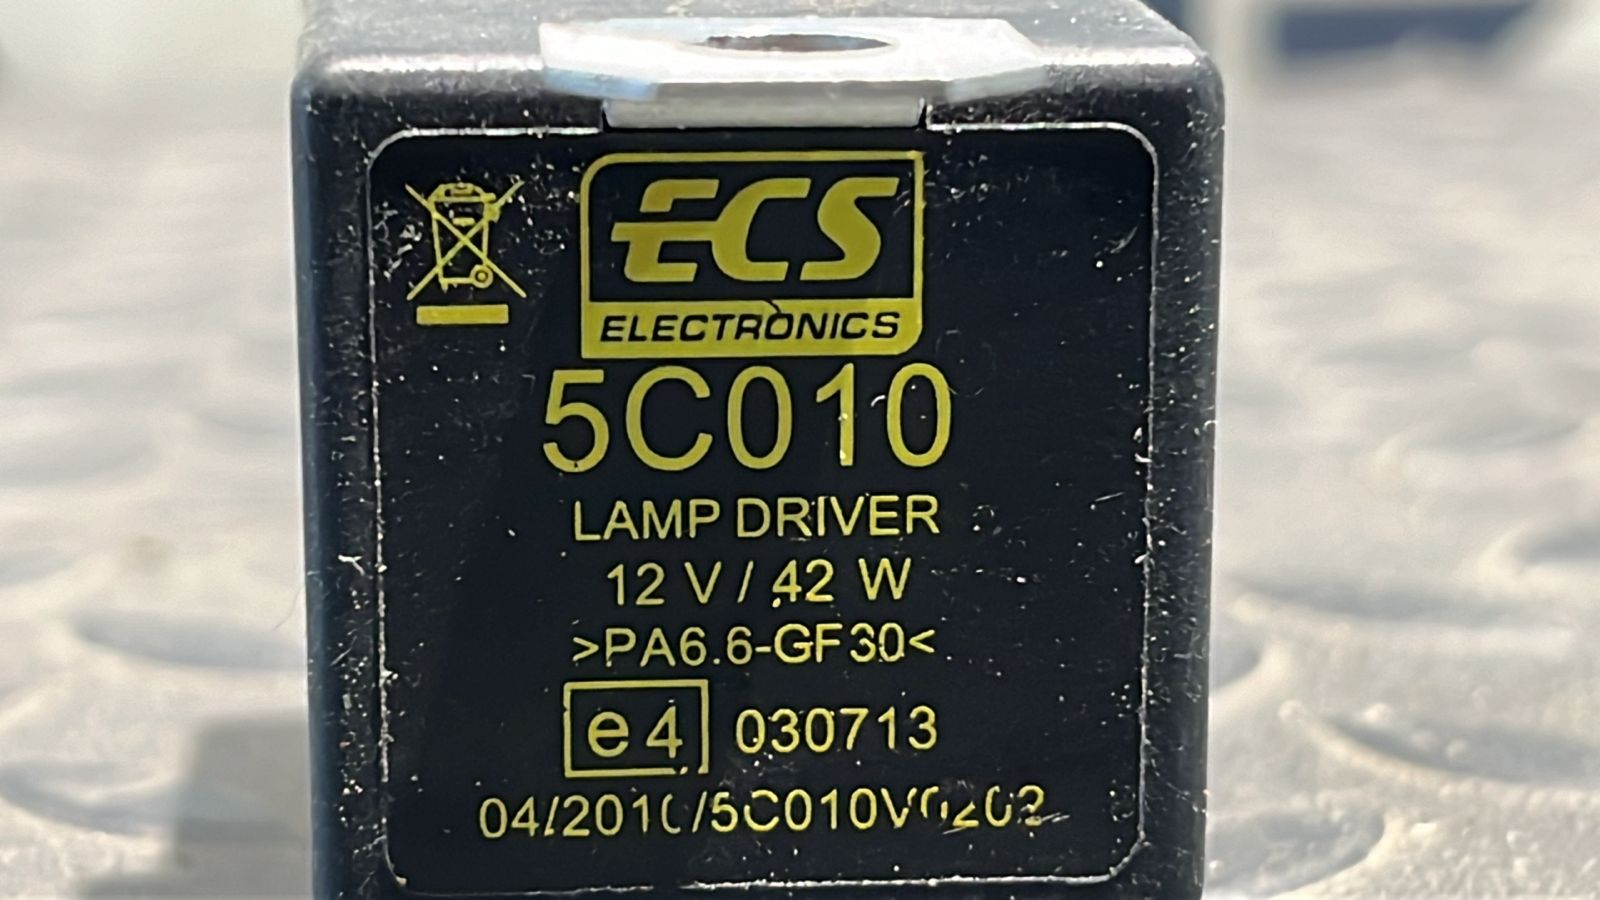 ECS
ELECTRONICS
5C010
LAMP DRIVER
12 V / 42 W
>PA6.6-GF30<
e4 030713